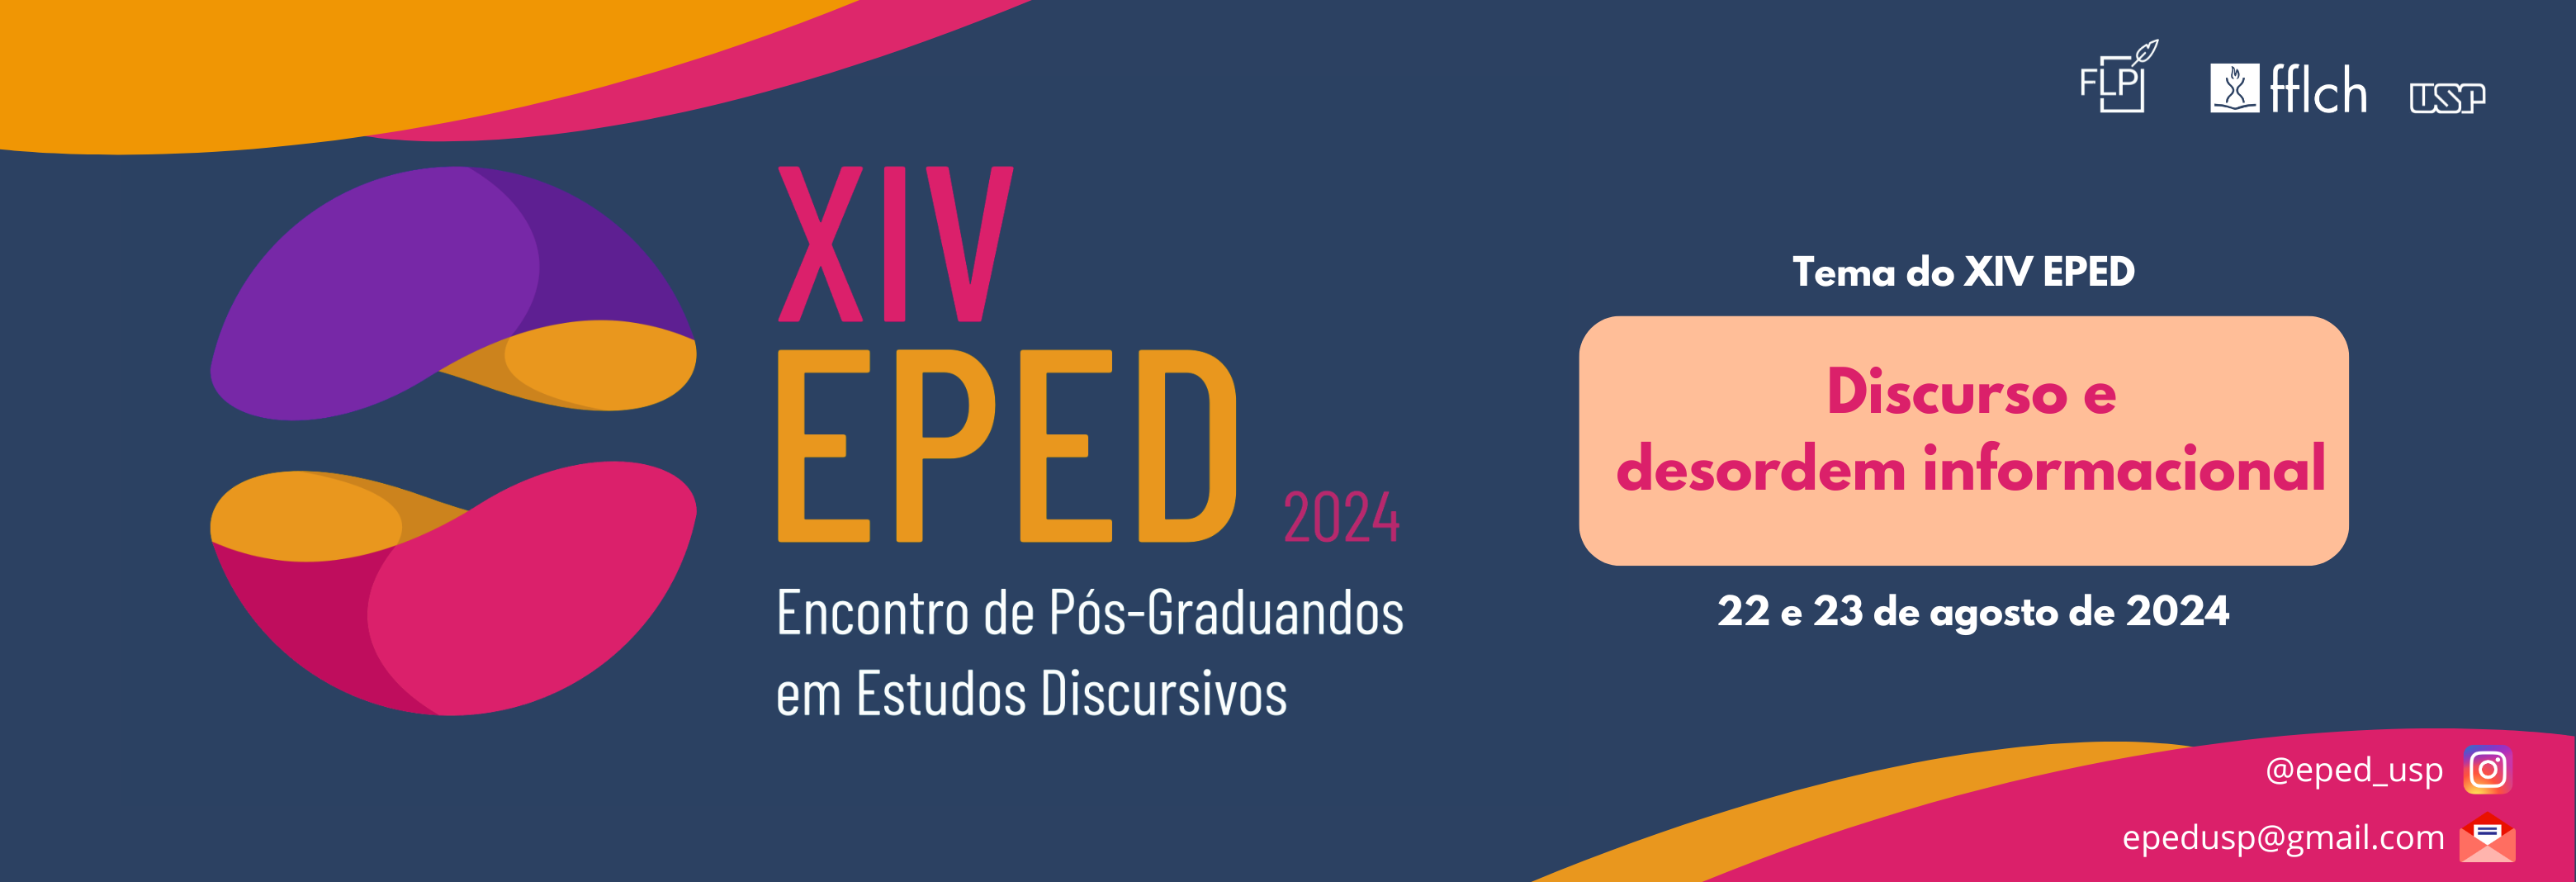 FLP
fflch
usp
XIV
EPED
2024
Encontro de Pós-Graduandos
em Estudos Discursivos
Tema do XIV EPED
Discurso e
desordem informacional
22 e 23 de agosto de 2024
@eped_usp
epedusp@gmail.com